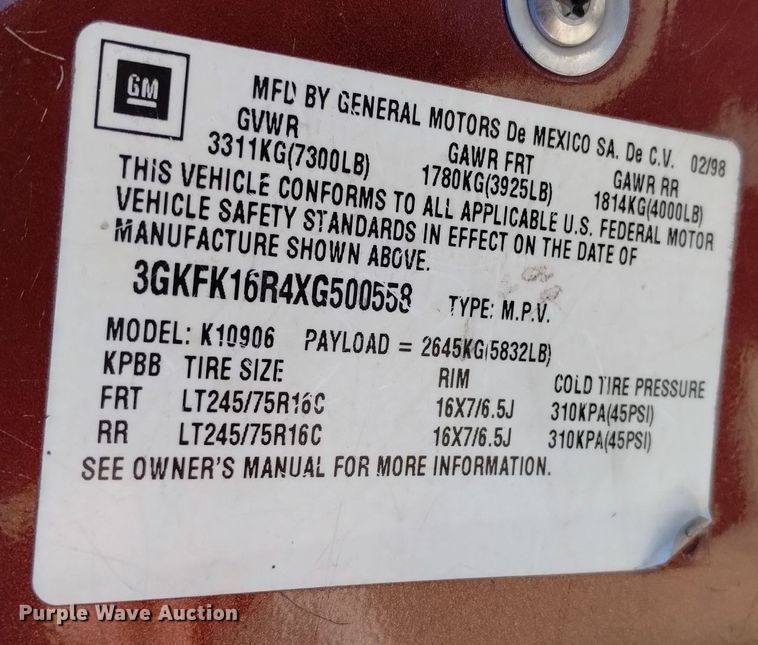 GM
MFD BY GENERAL MOTORS De MEXICO SA. De C.V. 02/98
GVWR GAWR FRT GAWR RR
3311KG(7300LB) 1780KG(3925LB) 1814KG(4000LB)
THIS VEHICLE CONFORMS TO ALL APPLICABLE U.S. FEDERAL MOTOR
VEHICLE SAFETY STANDARDS IN EFFECT ON THE DATE OF
MANUFACTURE SHOWN ABOVE.
3GKFK16R4XG500558 TYPE: M.P.V.
MODEL: K10906 PAYLOAD = 2645KG(5832LB)
KPBB TIRE SIZE RIM COLD TIRE PRESSURE
FRT LT245/75R16C 16X7/6.5J 310KPA(45PSI)
RR LT245/75R16C 16X7/6.5J 310KPA(45PSI)
SEE OWNER'S MANUAL FOR MORE INFORMATION.
Purple Wave Auction